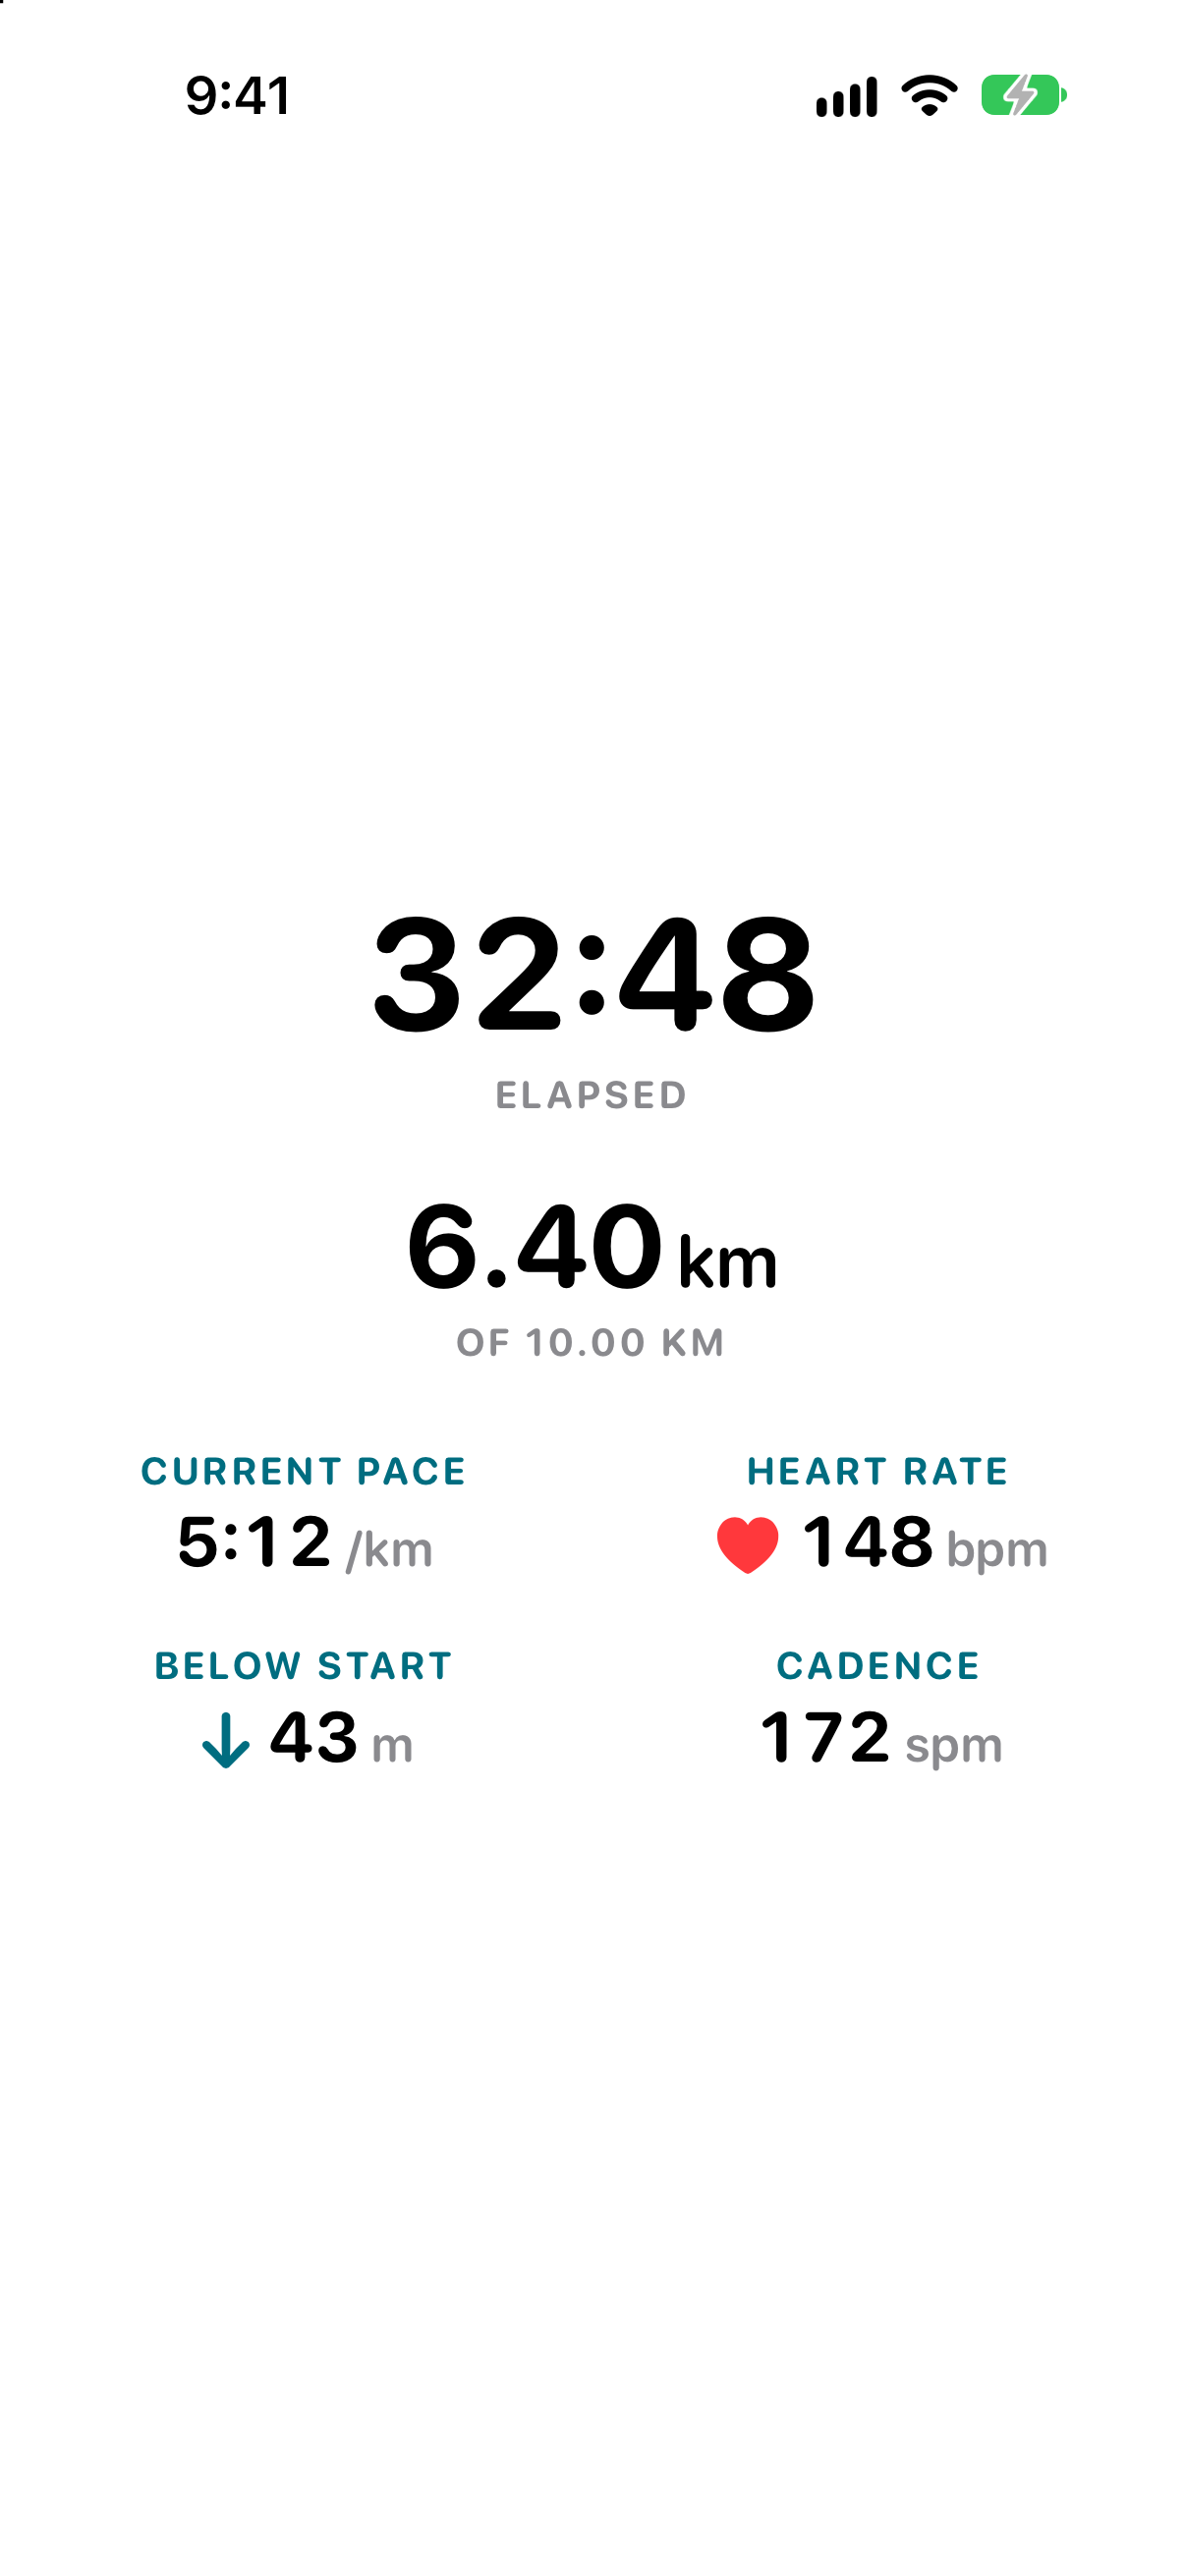 9:41
32:48
ELAPSED
6.40 km
OF 10.00 KM
CURRENT PACE
5:12 /km
HEART RATE
148 bpm
BELOW START
43 m
CADENCE
172 spm